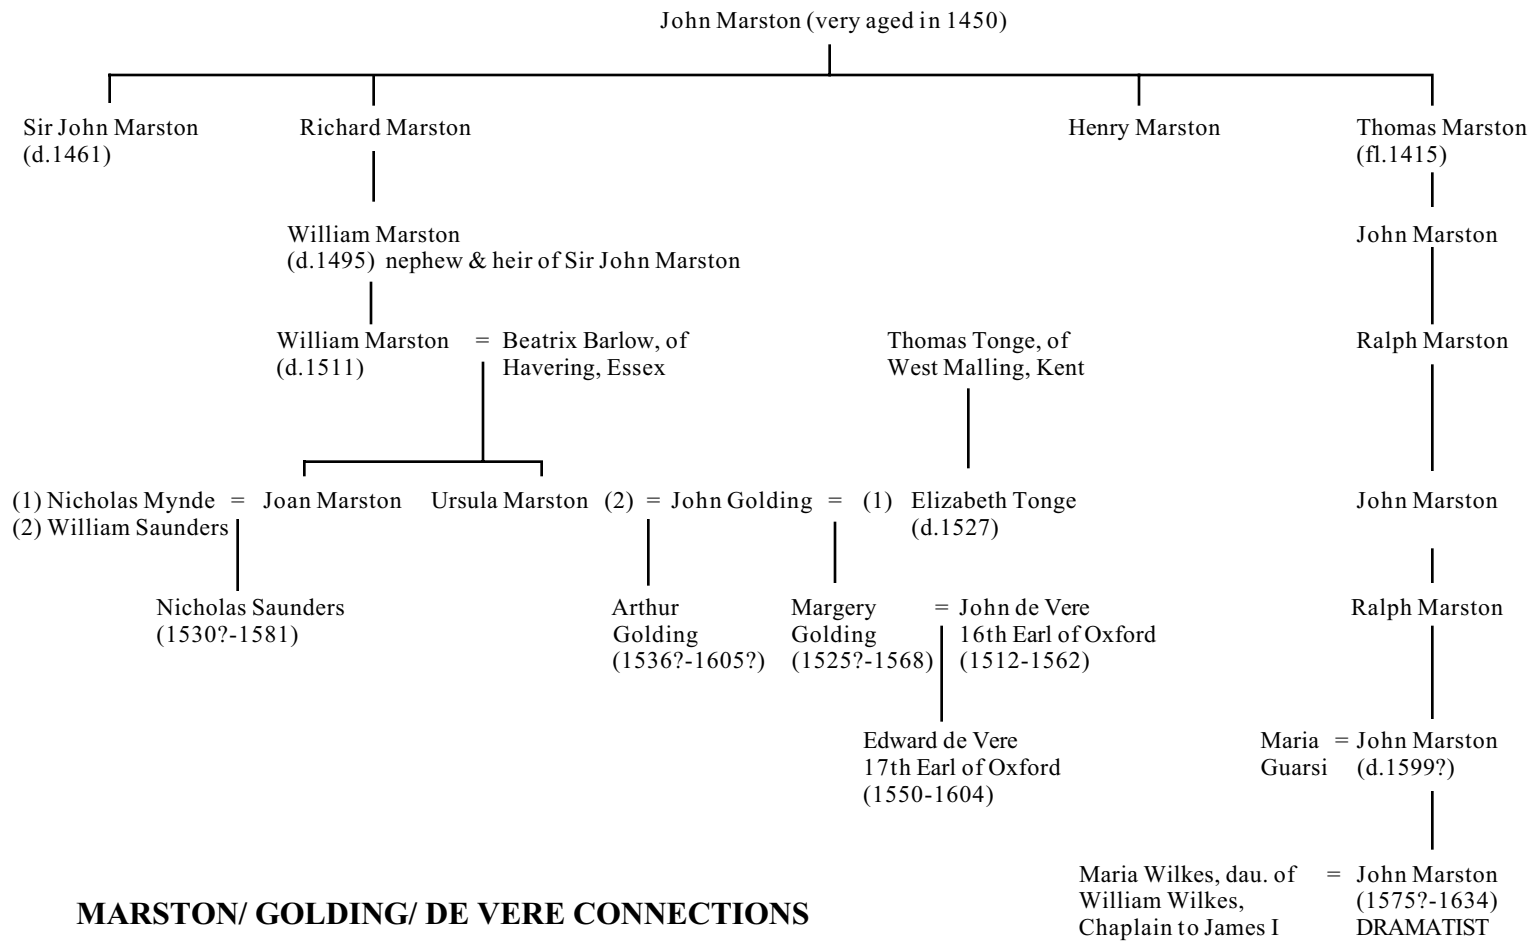 John Marston (very aged in 1450)
Sir John Marston
(d.1461)
Richard Marston
Henry Marston
Thomas Marston
(fl.1415)
William Marston
(d.1495) nephew & heir of Sir John Marston
John Marston
William Marston = Beatrix Barlow, of
(d.1511) Havering, Essex
Thomas Tonge, of
West Malling, Kent
Ralph Marston
(1) Nicholas Mynde = Joan Marston
(2) William Saunders
Ursula Marston (2) = John Golding = (1) Elizabeth Tonge
(d.1527)
John Marston
Nicholas Saunders
(1530?-1581)
Arthur
Golding
(1536?-1605?)
Margery = John de Vere
Golding 16th Earl of Oxford
(1525?-1568) (1512-1562)
Ralph Marston
Edward de Vere
17th Earl of Oxford
(1550-1604)
Maria = John Marston
Guarsi (d.1599?)
Maria Wilkes, dau. of = John Marston
William Wilkes, (1575?-1634)
Chaplain to James I DRAMATIST
MARSTON/ GOLDING/ DE VERE CONNECTIONS